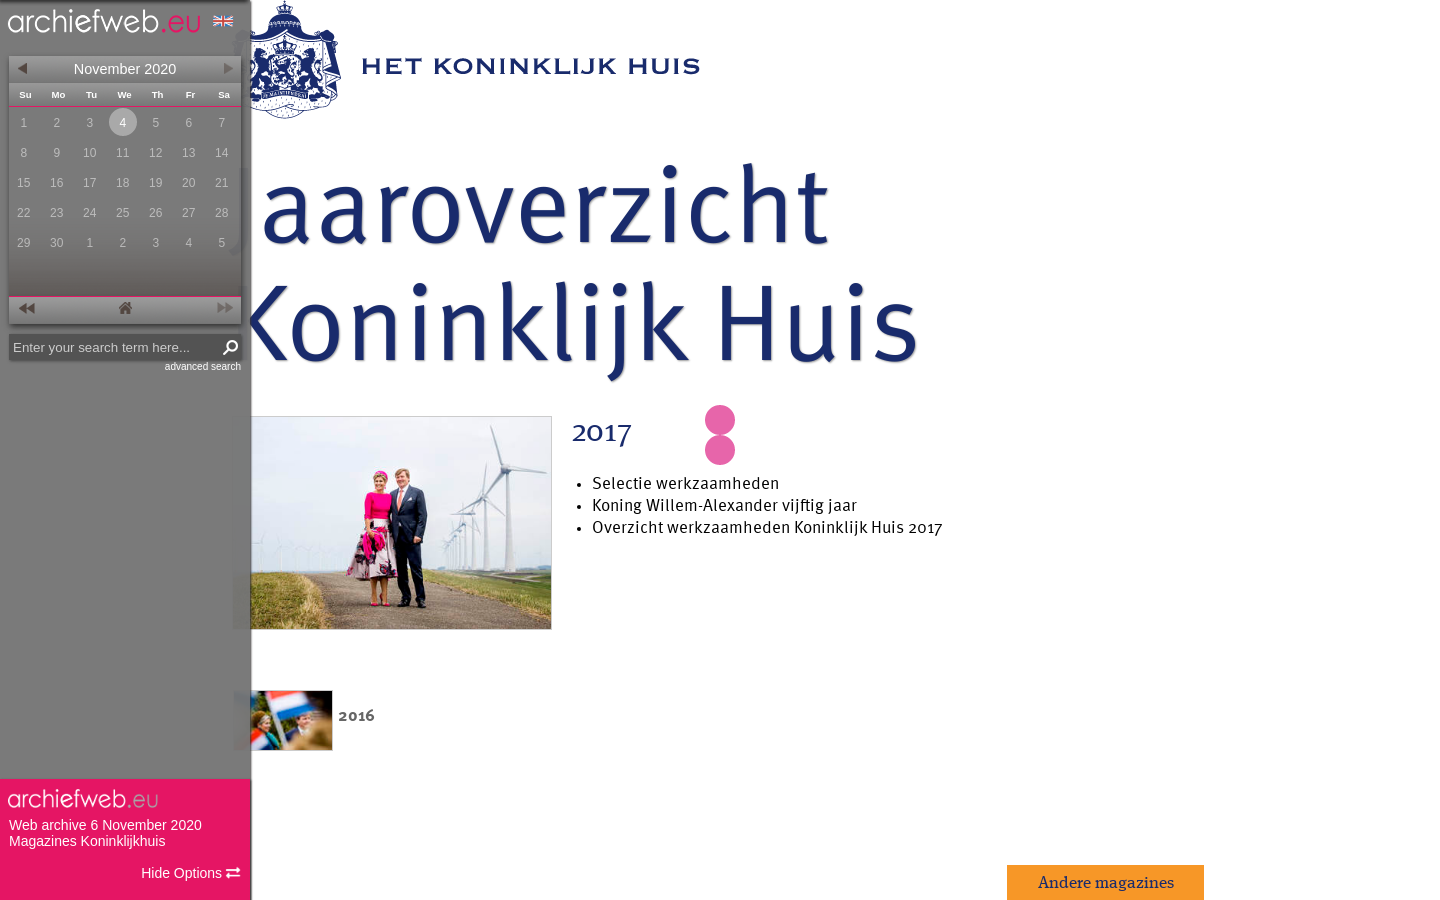 archiefweb.eu
November 2020
Su Mo Tu We Th Fr Sa
1 2 3 4 5 6 7
8 9 10 11 12 13 14
15 16 17 18 19 20 21
22 23 24 25 26 27 28
29 30 1 2 3 4 5
Enter your search term here...
advanced search
HET KONINKLIJK HUIS
Jaaroverzicht
Koninklijk Huis
2017
Selectie werkzaamheden
Koning Willem-Alexander vijftig jaar
Overzicht werkzaamheden Koninklijk Huis 2017
2016
archiefweb.eu
Web archive 6 November 2020
Magazines Koninklijkhuis
Hide Options
Andere magazines